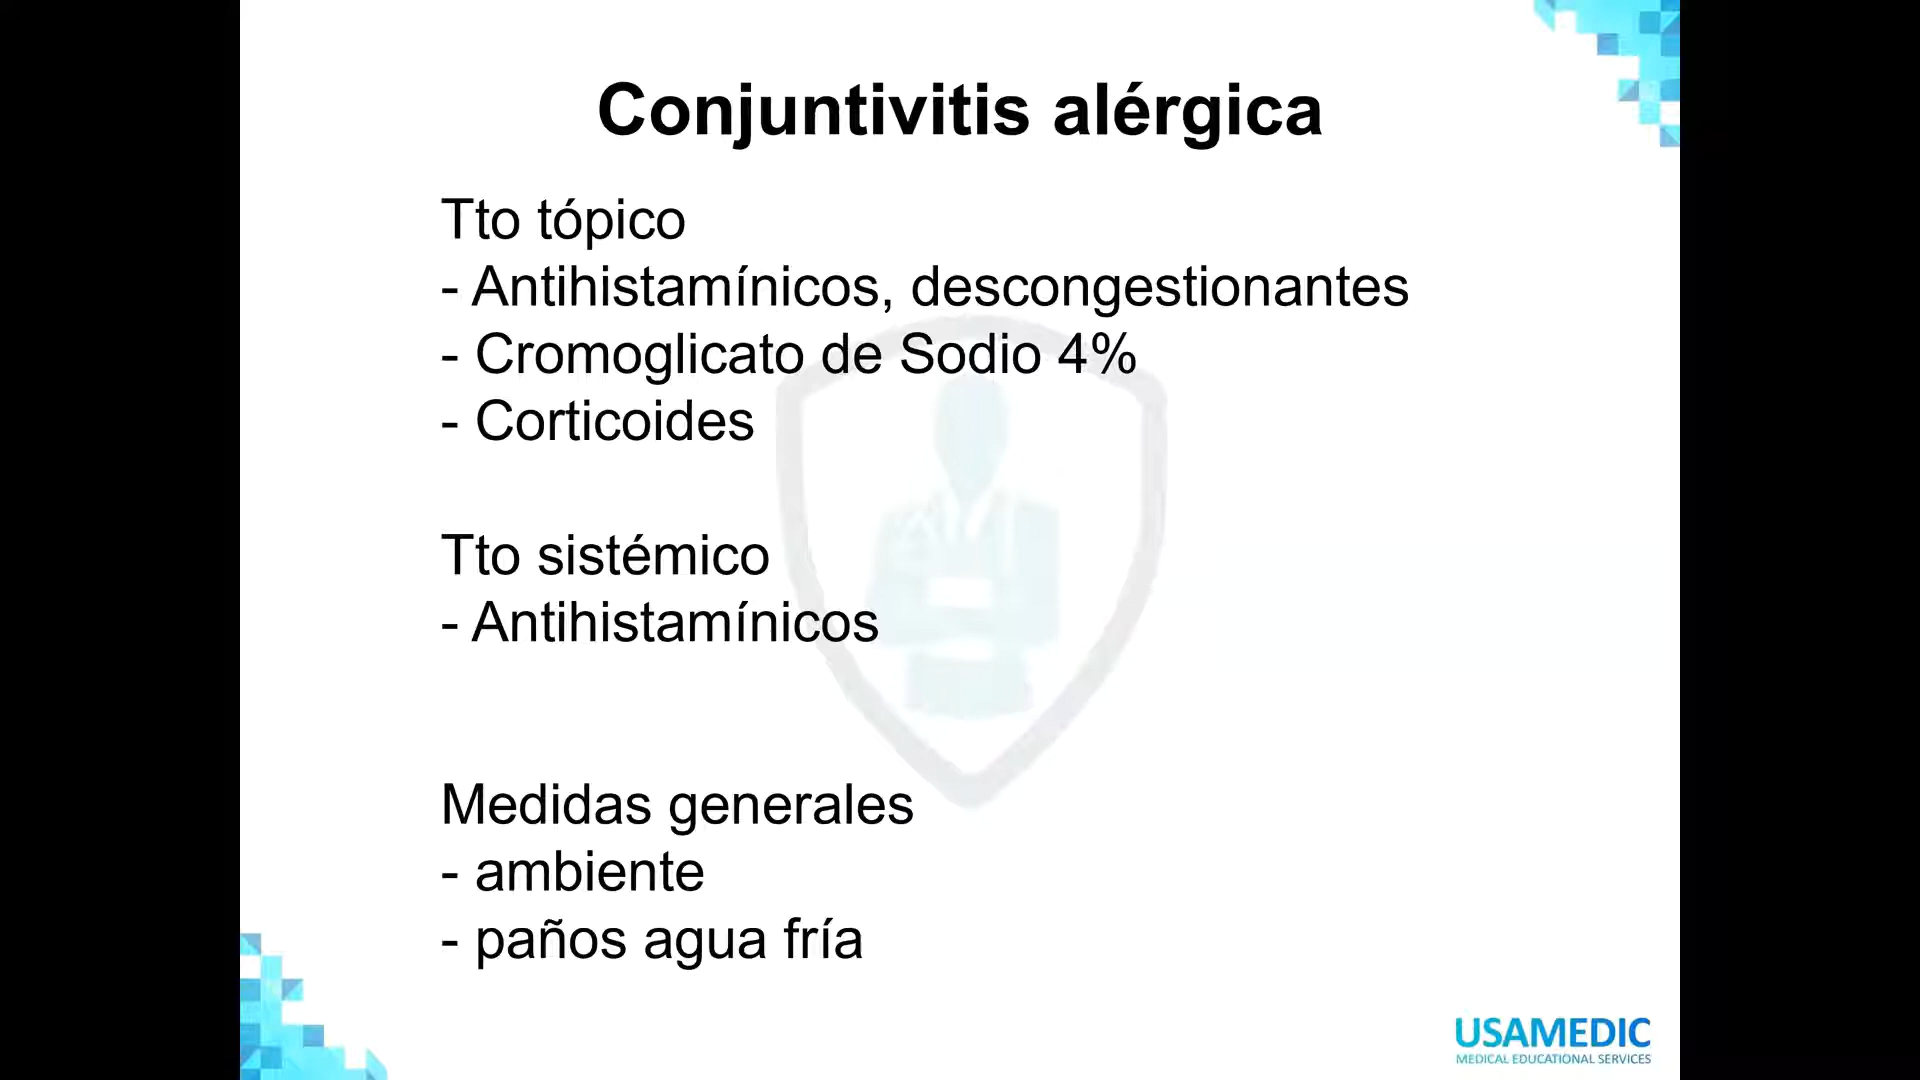 Conjuntivitis alérgica
Tto tópico
- Antihistamínicos, descongestionantes
- Cromoglicato de Sodio 4%
- Corticoides
Tto sistémico
- Antihistamínicos
Medidas generales
- ambiente
- paños agua fría
USAMEDIC
MEDICAL EDUCATIONAL SERVICES